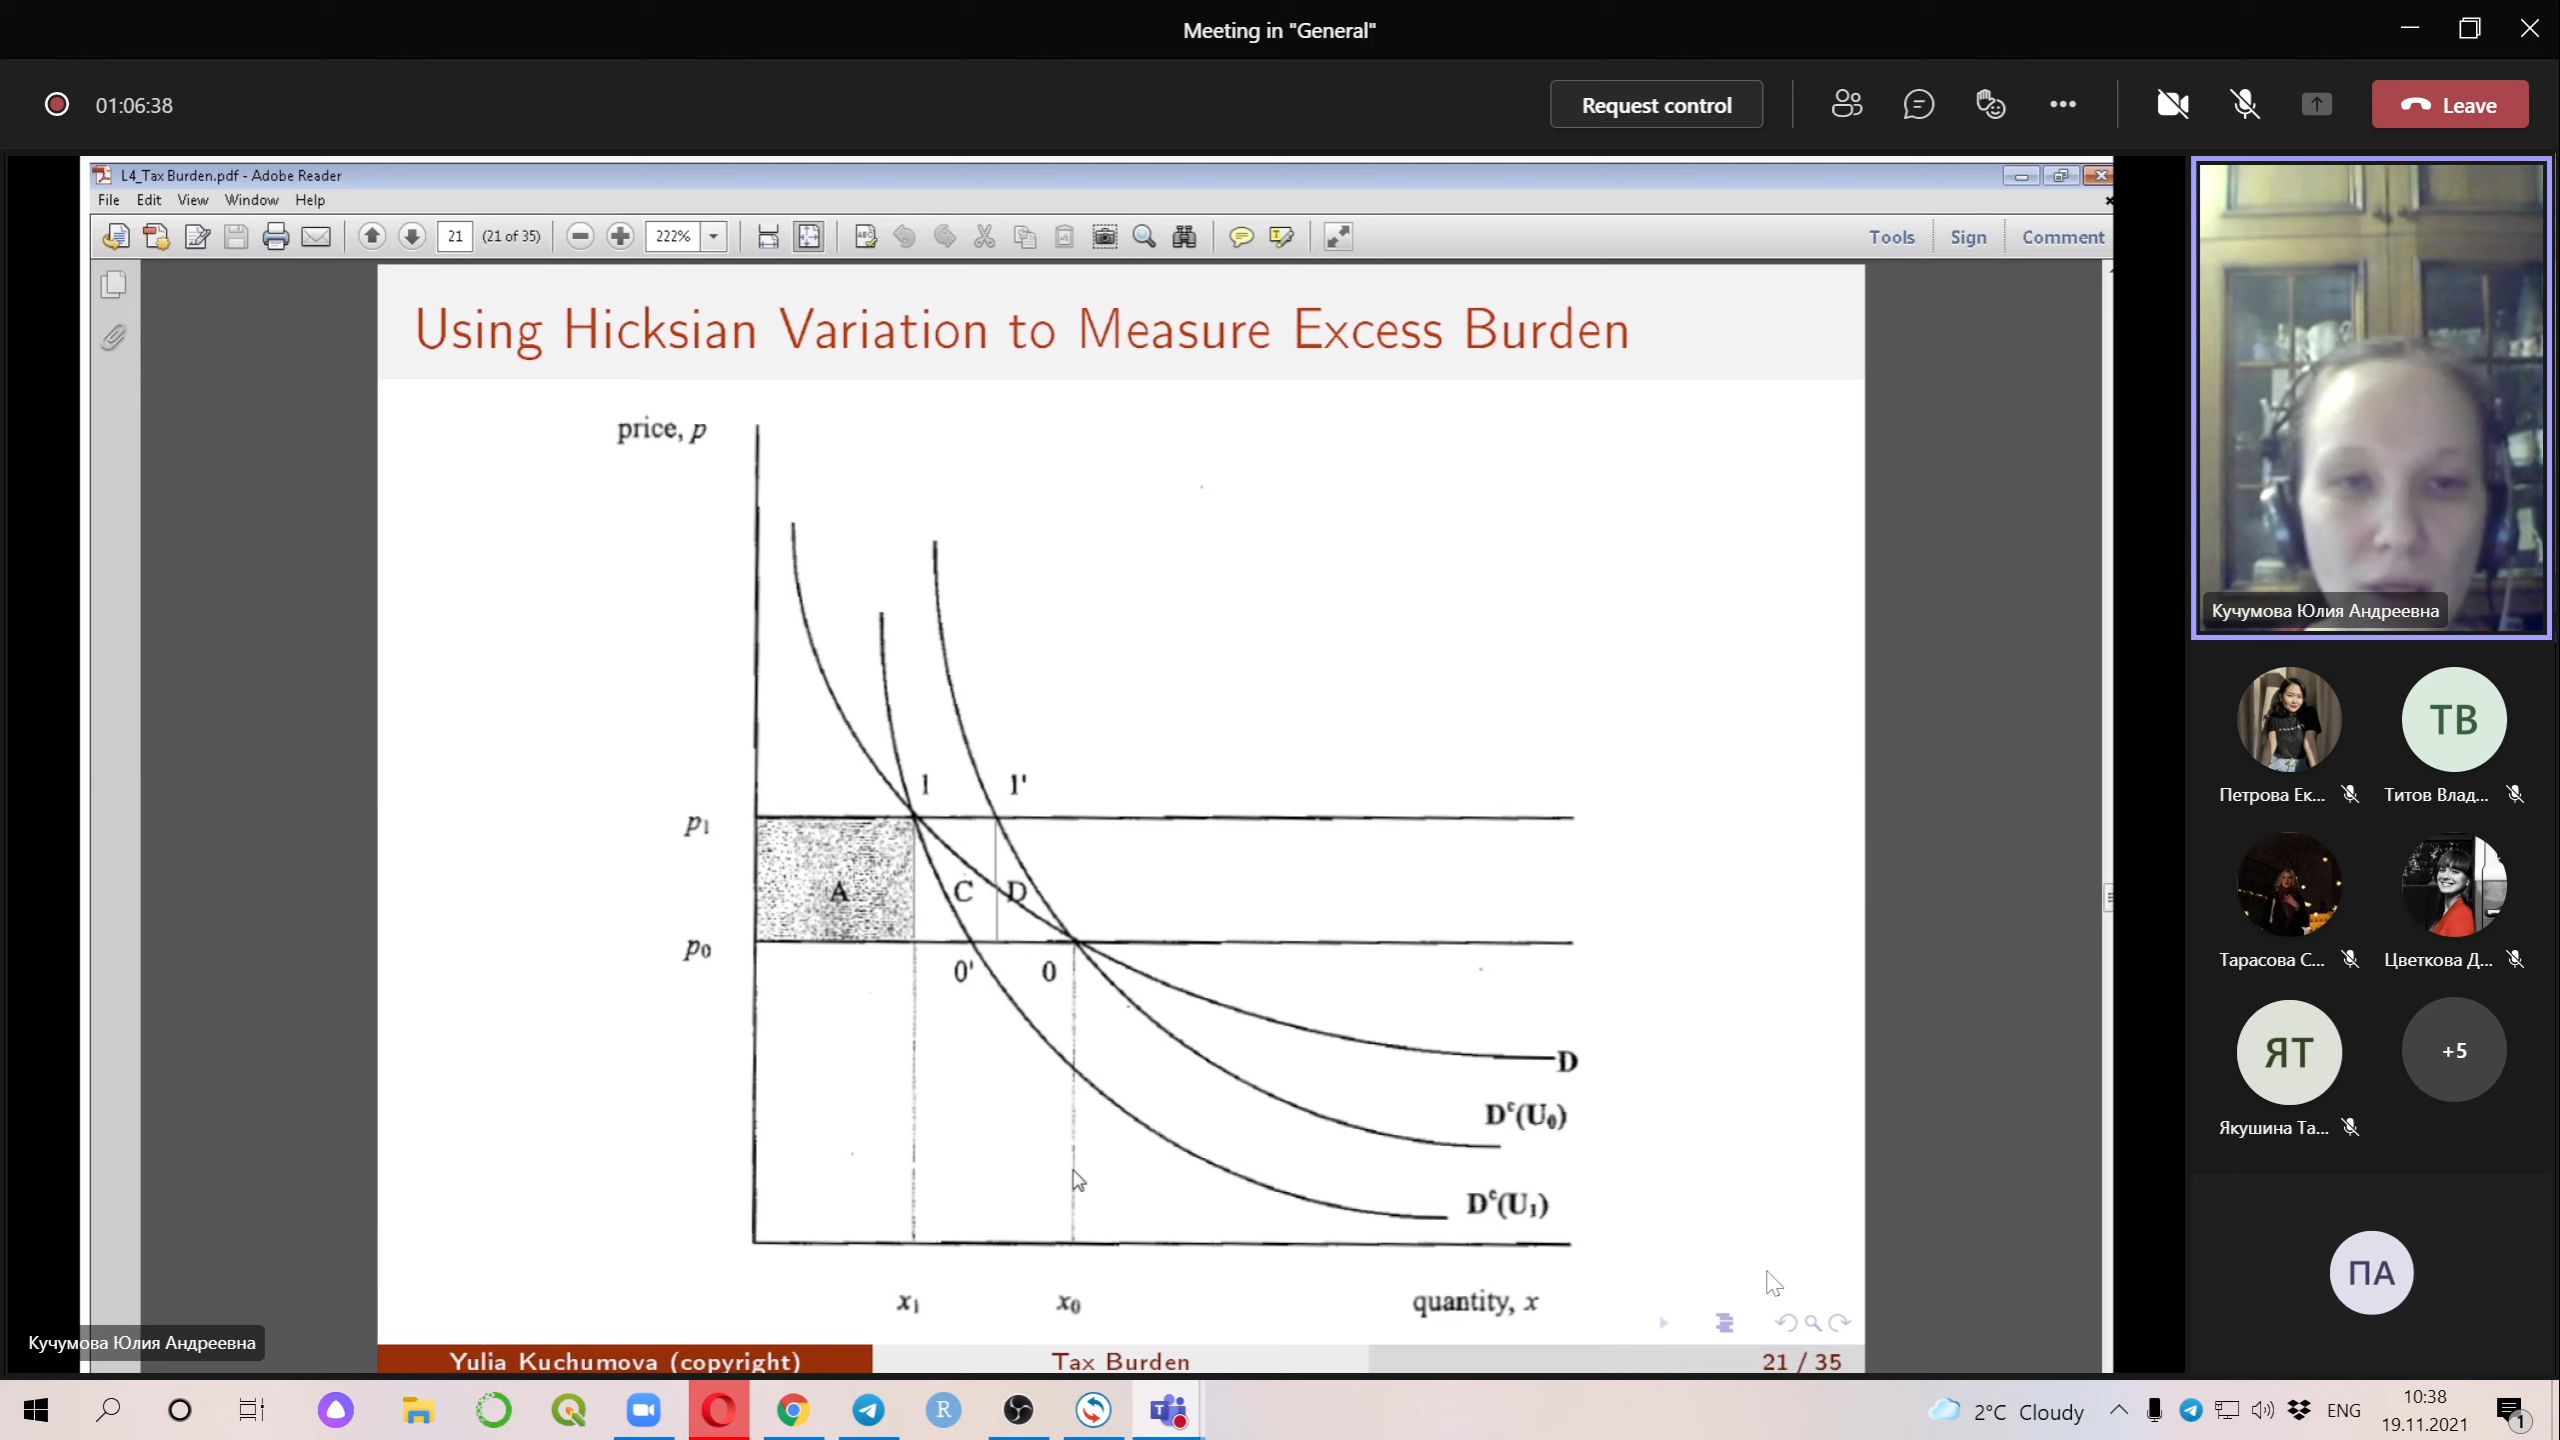 Meeting in "General"
01:06:38
Request control
Leave
L4_Tax Burden.pdf - Adobe Reader
File Edit View Window Help
21 (21 of 35) 222% Tools Sign Comment
Using Hicksian Variation to Measure Excess Burden
price, p
1 1'
p₁
A C D
p₀
0' 0
D
Dᶜ(U₀)
Dᶜ(U₁)
x₁ x₀ quantity, x
Yulia Kuchumova (copyright) Tax Burden 21 / 35
Кучумова Юлия Андреевна
Кучумова Юлия Андреевна
ТВ
Петрова Ек... Титов Влад...
Тарасова С... Цветкова Д...
ЯТ +5
Якушина Та...
ПА
2°C Cloudy ENG 10:38
19.11.2021
1